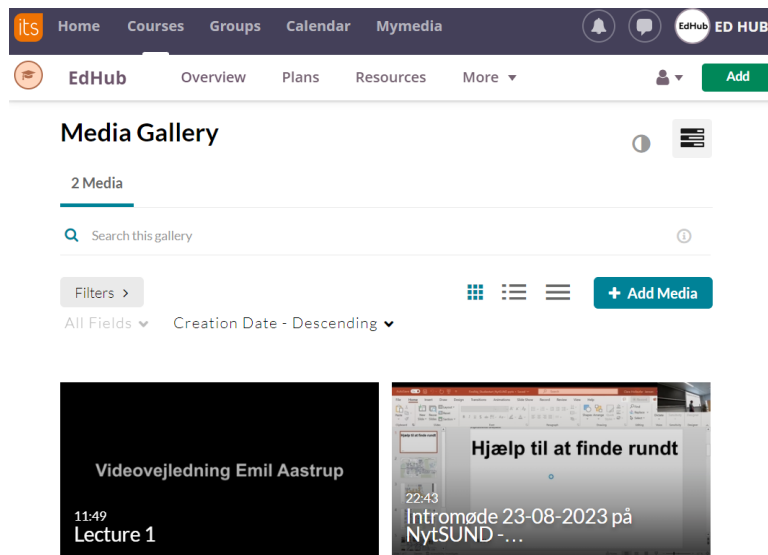 its Home Courses Groups Calendar Mymedia EdHub ED HUB
EdHub Overview Plans Resources More Add
Media Gallery
2 Media
Search this gallery
Filters >
+ Add Media
All Fields Creation Date - Descending
Videovejledning Emil Aastrup
11:49
Lecture 1
Hjælp til at finde rundt
22:43
Intromøde 23-08-2023 på
NytSUND -...